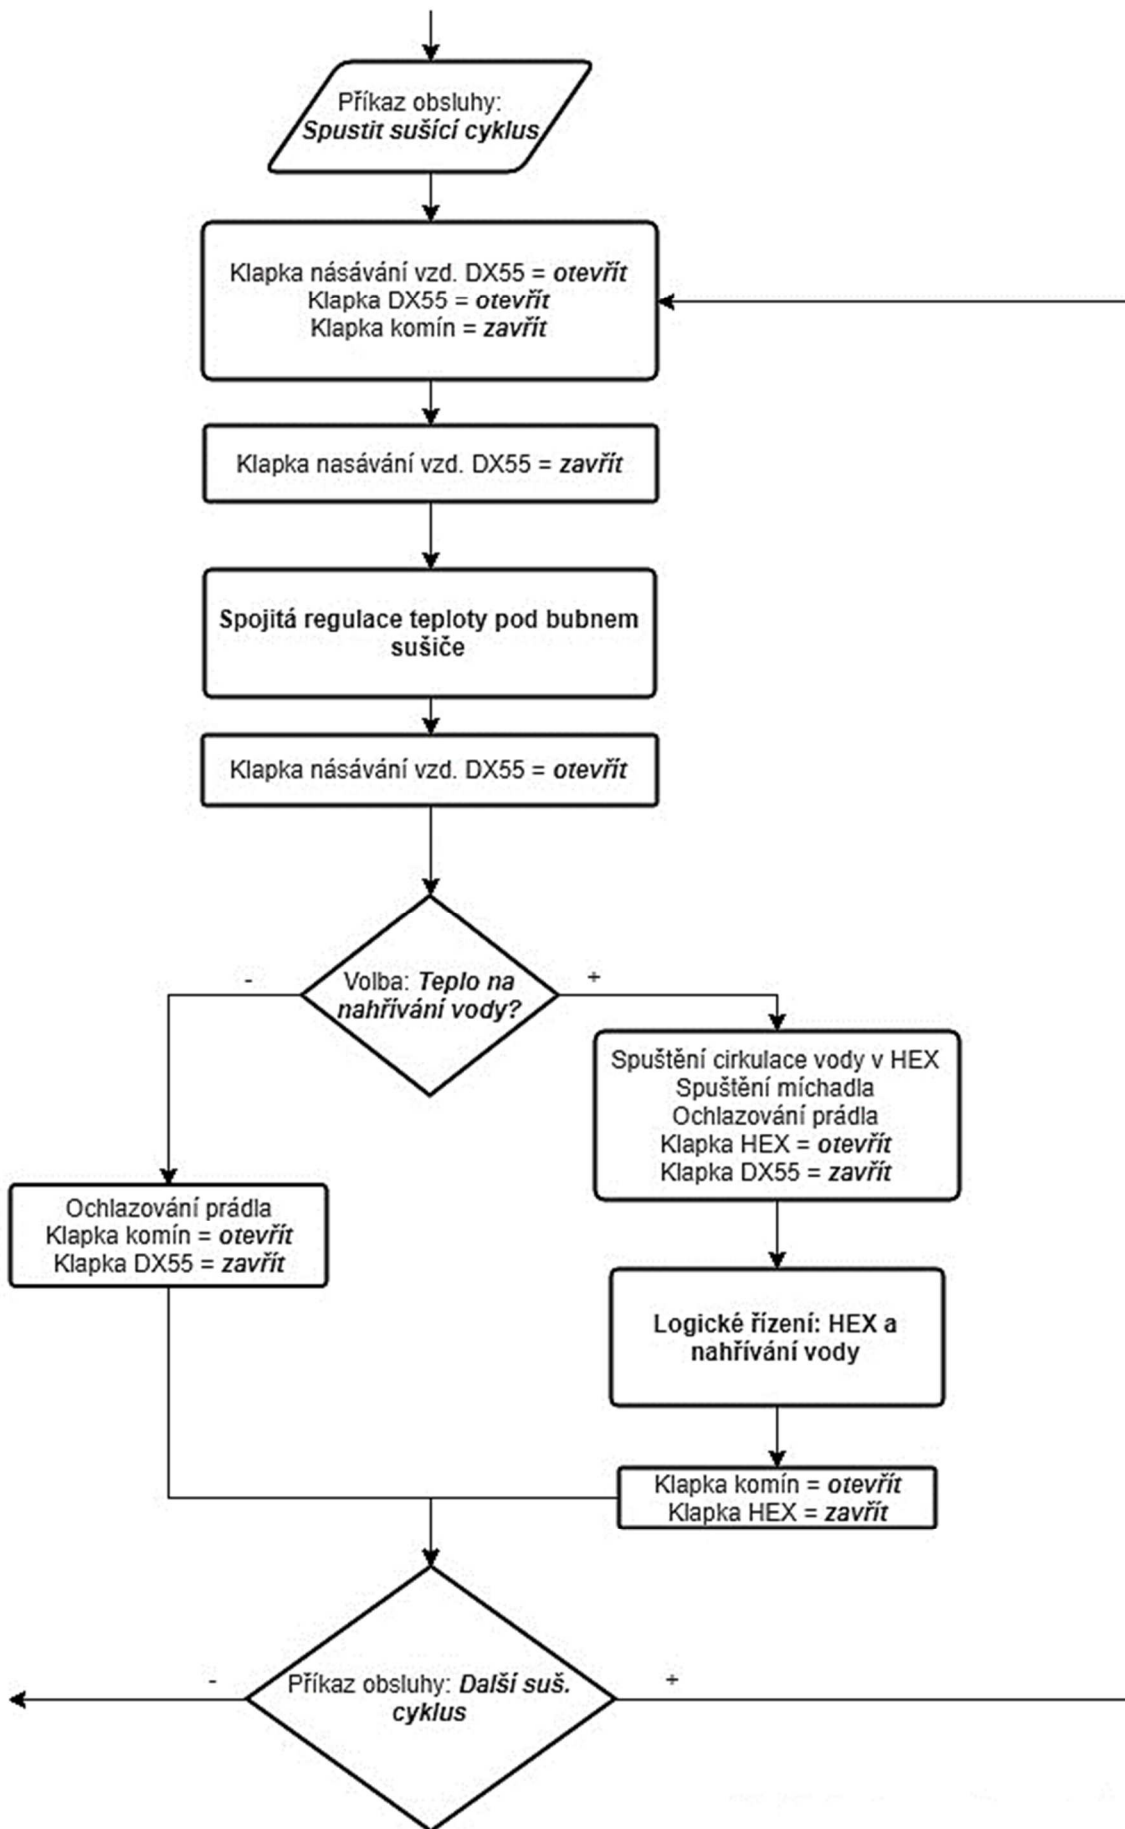 Příkaz obsluhy:
Spustit sušící cyklus
Klapka násávání vzd. DX55 = otevřít
Klapka DX55 = otevřít
Klapka komín = zavřít
Klapka nasávání vzd. DX55 = zavřít
Spojitá regulace teploty pod bubnem
sušiče
Klapka násávání vzd. DX55 = otevřít
-
Volba: Teplo na
nahřívání vody?
+
Spuštění cirkulace vody v HEX
Spuštění míchadla
Ochlazování prádla
Klapka HEX = otevřít
Klapka DX55 = zavřít
Ochlazování prádla
Klapka komín = otevřít
Klapka DX55 = zavřít
Logické řízení: HEX a
nahřívání vody
Klapka komín = otevřít
Klapka HEX = zavřít
-
Příkaz obsluhy: Další suš.
cyklus
+